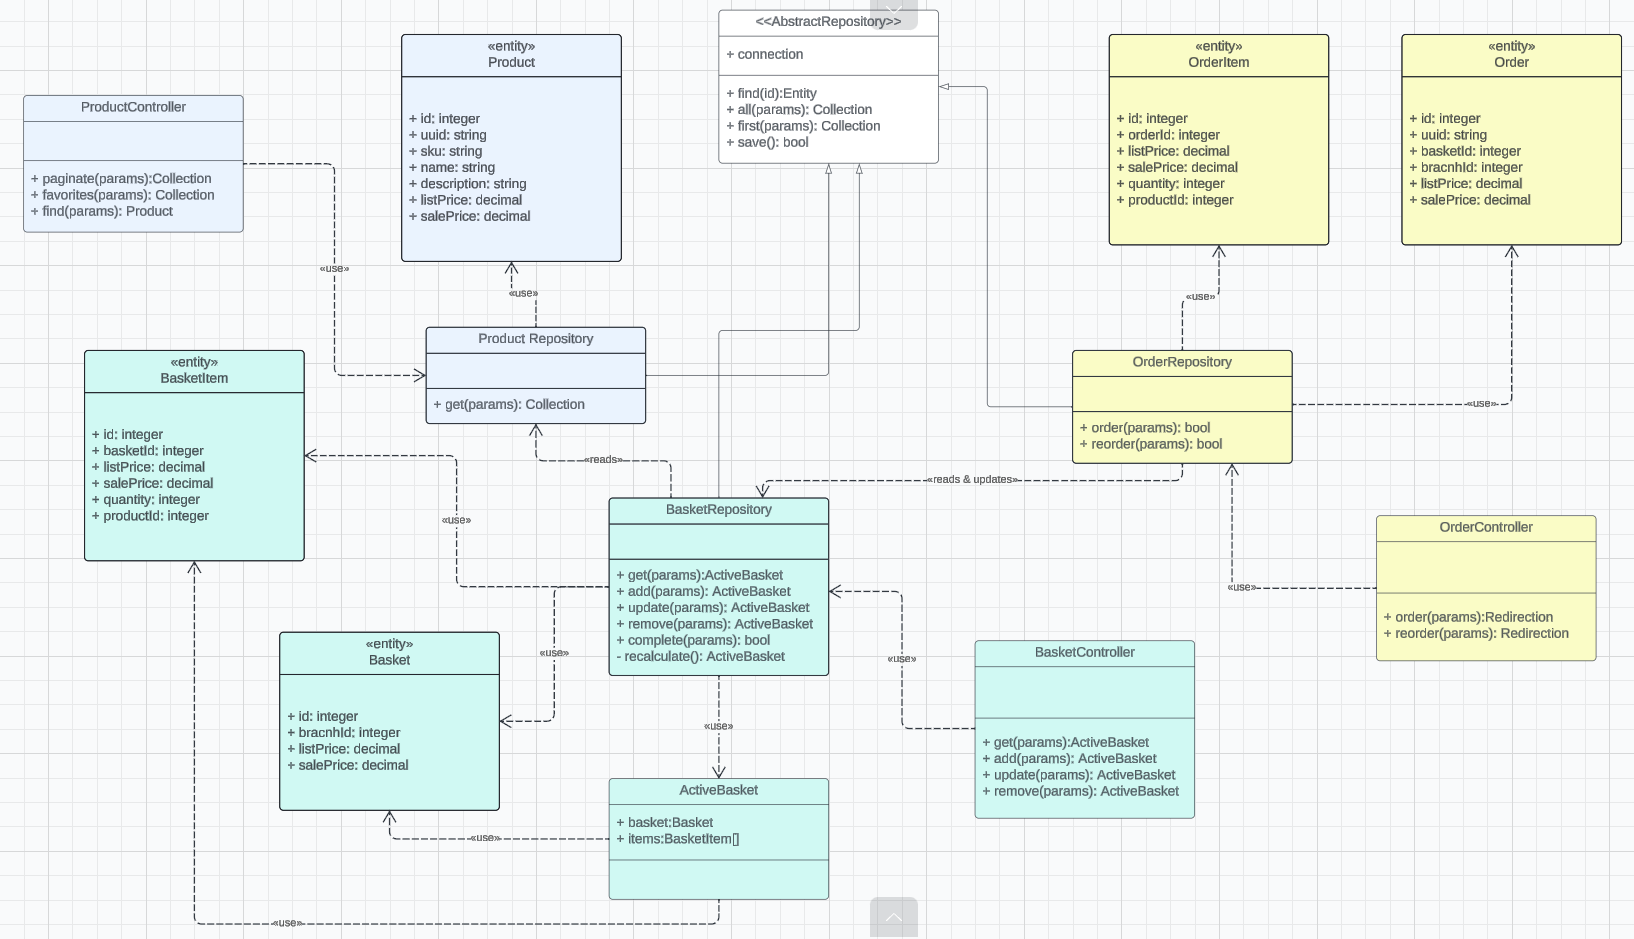 <<AbstractRepository>>
+ connection
+ find(id):Entity
+ all(params): Collection
+ first(params): Collection
+ save(): bool
«entity»
Product
+ id: integer
+ uuid: string
+ sku: string
+ name: string
+ description: string
+ listPrice: decimal
+ salePrice: decimal
«entity»
OrderItem
+ id: integer
+ orderId: integer
+ listPrice: decimal
+ salePrice: decimal
+ quantity: integer
+ productId: integer
«entity»
Order
+ id: integer
+ uuid: string
+ basketId: integer
+ bracnhId: integer
+ listPrice: decimal
+ salePrice: decimal
ProductController
+ paginate(params):Collection
+ favorites(params): Collection
+ find(params): Product
«use»
«use»
«use»
Product Repository
+ get(params): Collection
«entity»
BasketItem
+ id: integer
+ basketId: integer
+ listPrice: decimal
+ salePrice: decimal
+ quantity: integer
+ productId: integer
OrderRepository
+ order(params): bool
+ reorder(params): bool
«use»
«reads»
«reads & updates»
«use»
BasketRepository
+ get(params):ActiveBasket
+ add(params): ActiveBasket
+ update(params): ActiveBasket
+ remove(params): ActiveBasket
+ complete(params): bool
- recalculate(): ActiveBasket
OrderController
+ order(params):Redirection
+ reorder(params): Redirection
«use»
«entity»
Basket
+ id: integer
+ bracnhId: integer
+ listPrice: decimal
+ salePrice: decimal
«use»
«use»
BasketController
+ get(params):ActiveBasket
+ add(params): ActiveBasket
+ update(params): ActiveBasket
+ remove(params): ActiveBasket
«use»
ActiveBasket
+ basket:Basket
+ items:BasketItem[]
«use»
«use»